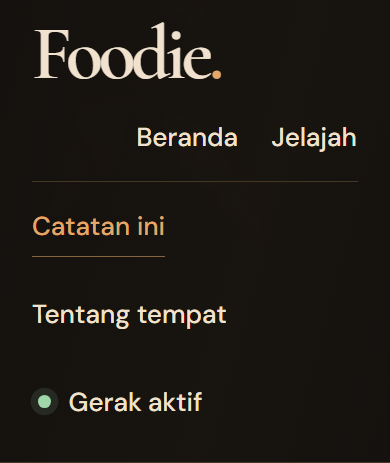 Foodie.
Beranda Jelajah
Catatan ini
Tentang tempat
Gerak aktif